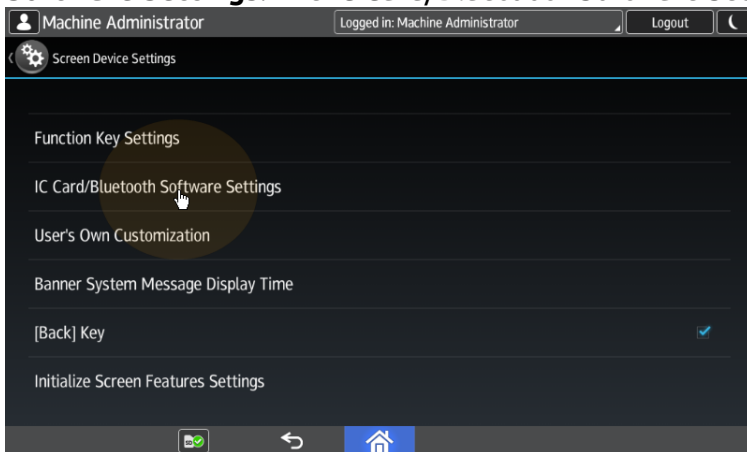 Machine Administrator
Logged in: Machine Administrator
Logout
Screen Device Settings
Function Key Settings
IC Card/Bluetooth Software Settings
User's Own Customization
Banner System Message Display Time
[Back] Key
Initialize Screen Features Settings